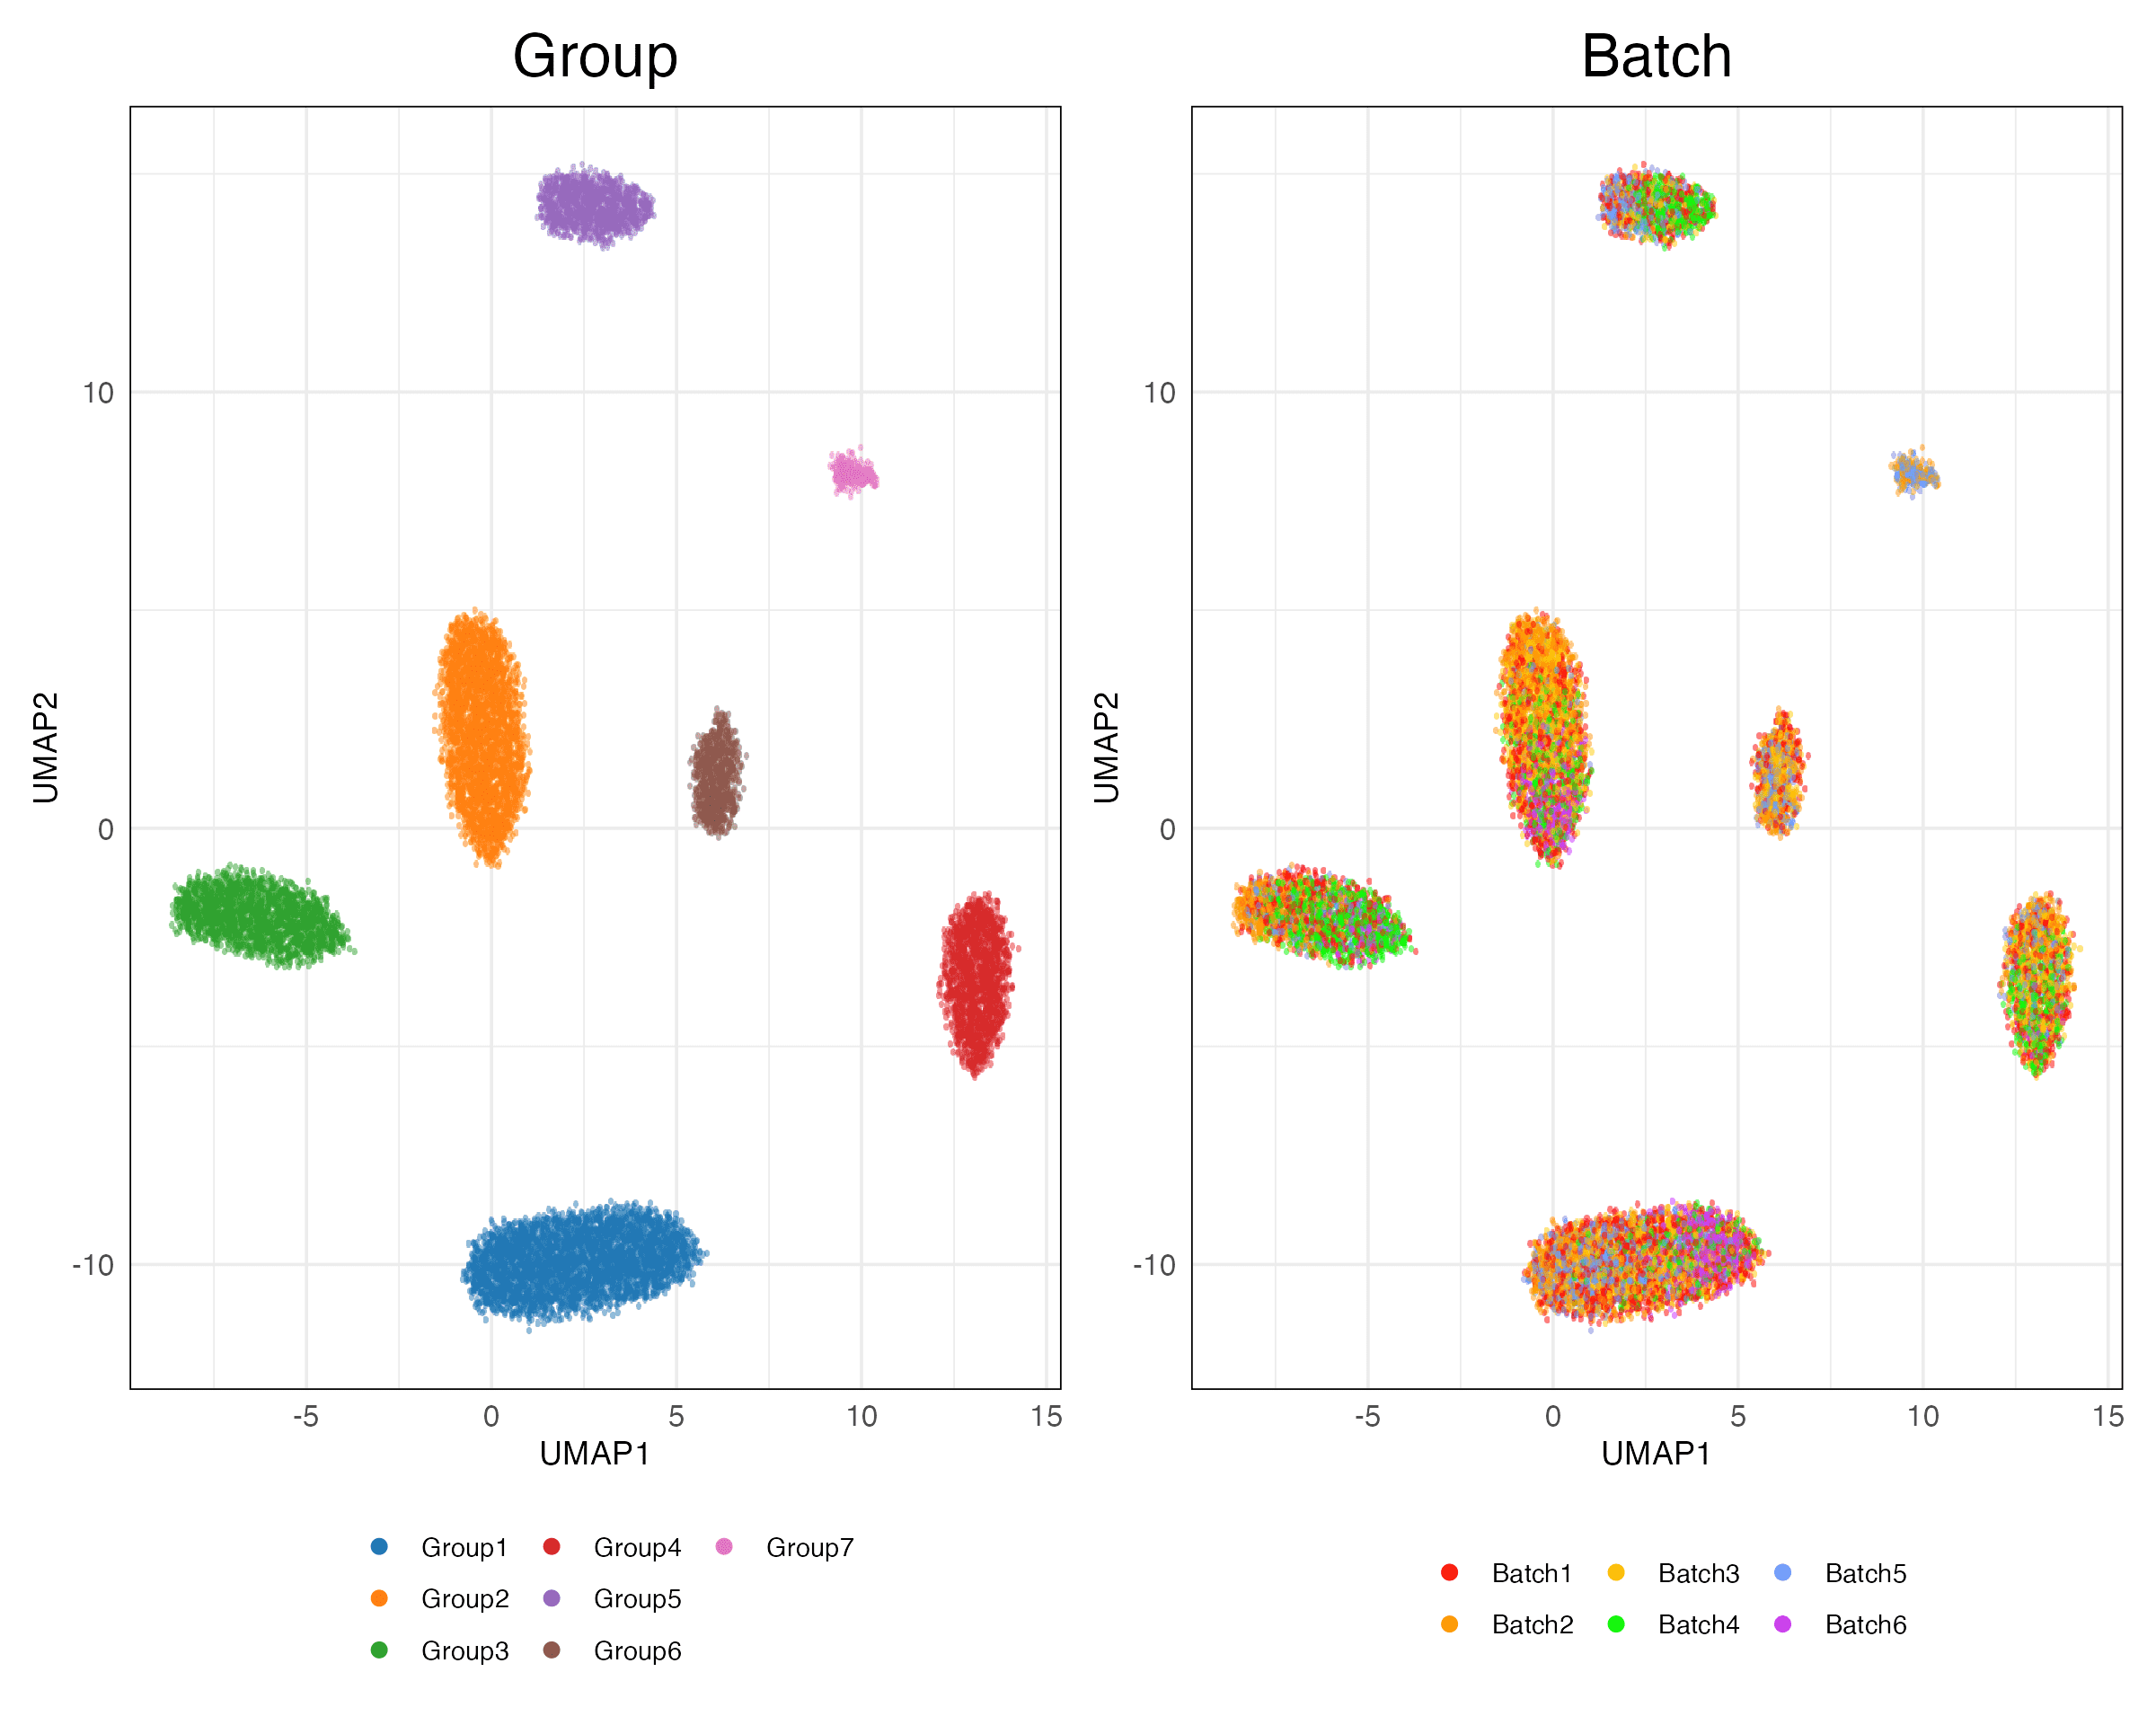 Group
Batch
10
0
-10
UMAP2
-5 0 5 10 15
UMAP1
10
0
-10
UMAP2
-5 0 5 10 15
UMAP1
Group1 Group4 Group7
Group2 Group5
Group3 Group6
Batch1 Batch3 Batch5
Batch2 Batch4 Batch6